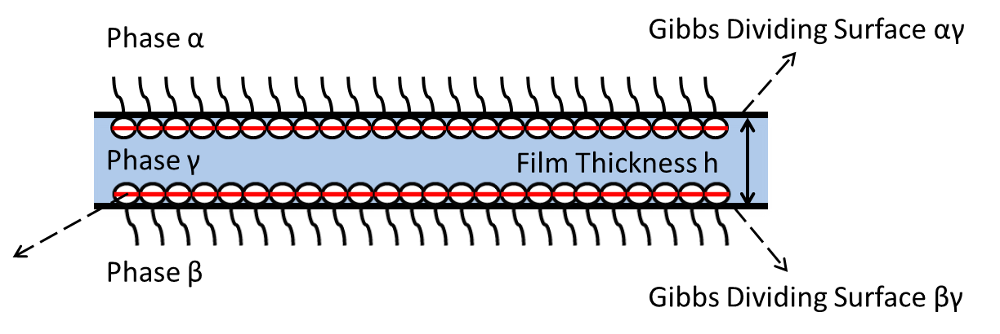 Phase α
Gibbs Dividing Surface αγ
Phase γ
Film Thickness h
Phase β
Gibbs Dividing Surface βγ